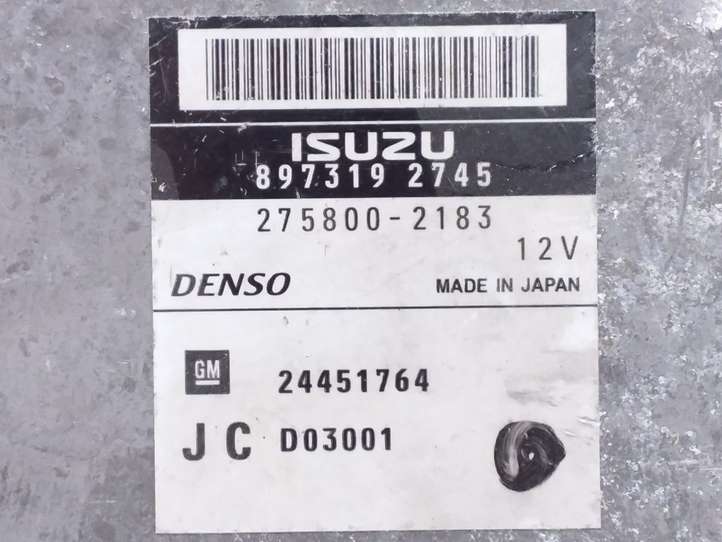 ISUZU
897319 2745
275800-2183
12V
DENSO MADE IN JAPAN
GM 24451764
JC D03001